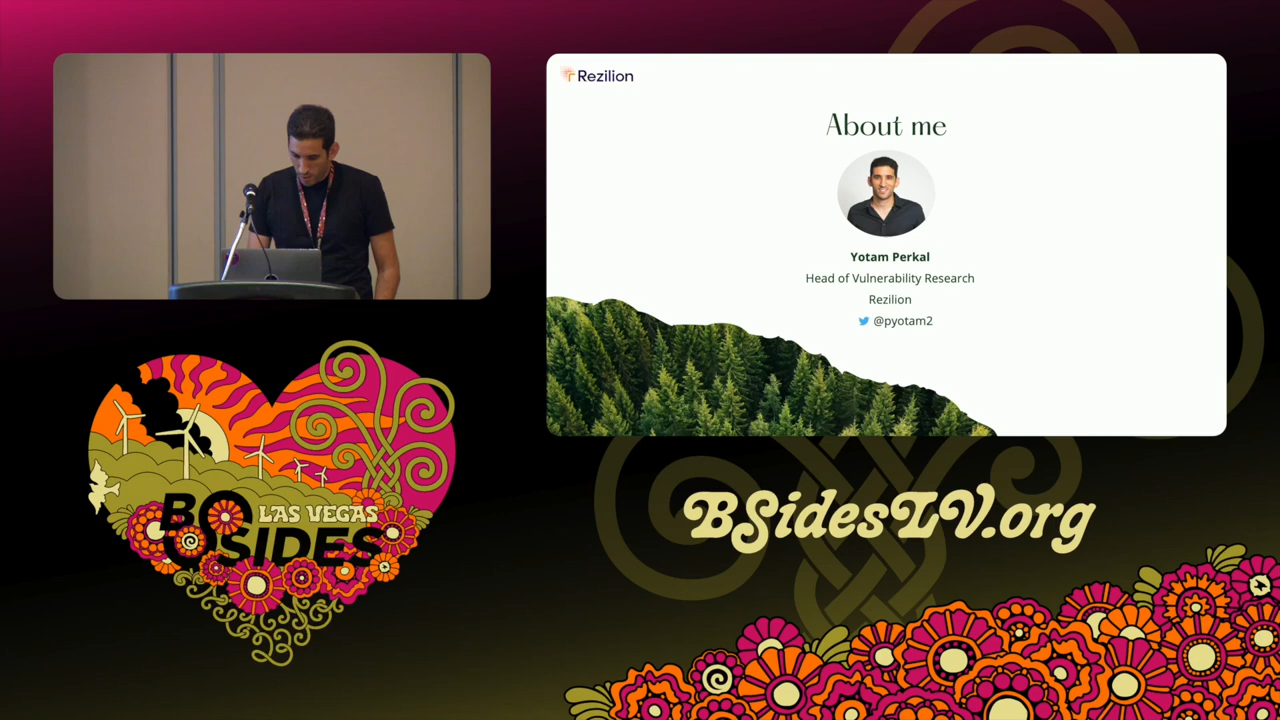 Rezilion
About me
Yotam Perkal
Head of Vulnerability Research
Rezilion
@pyotam2
BSIDES
LAS VEGAS
BSidesLV.org